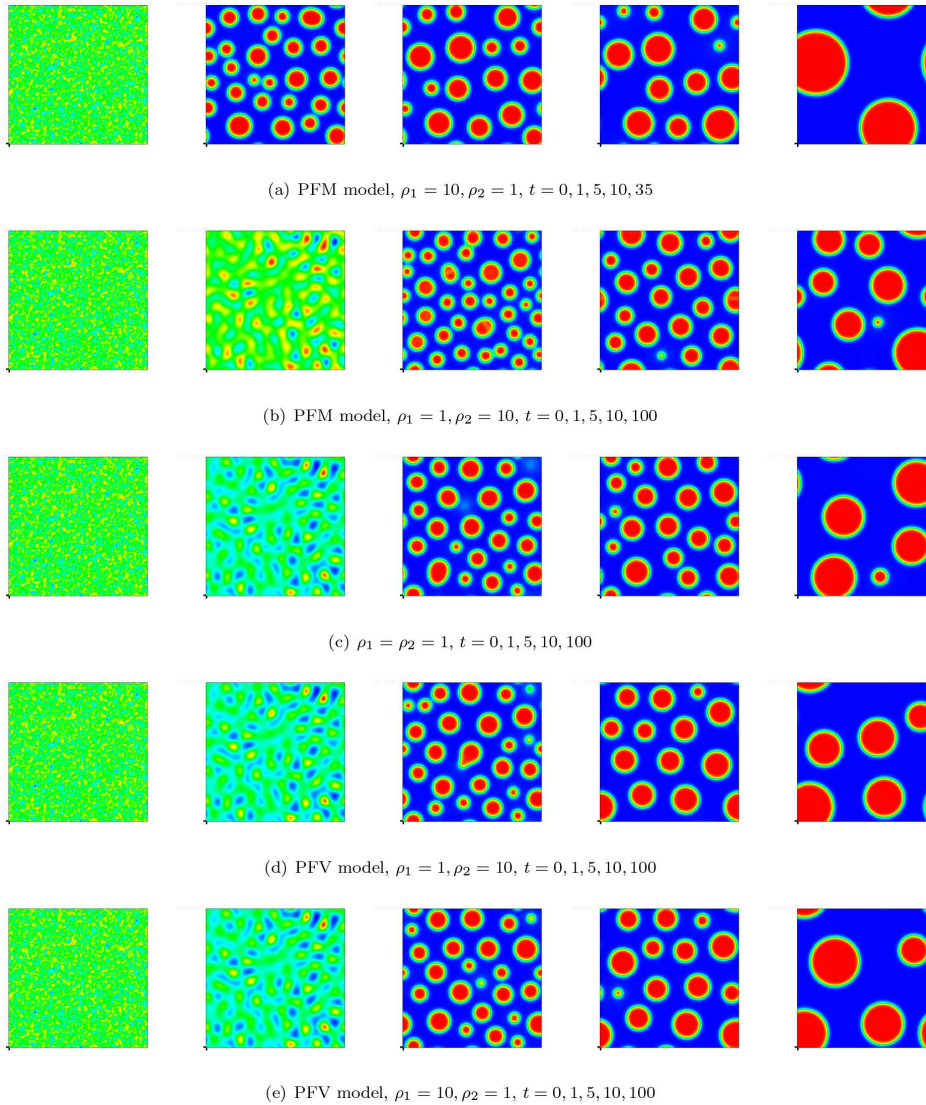 (a) PFM model, ρ₁ = 10, ρ₂ = 1, t = 0, 1, 5, 10, 35
(b) PFM model, ρ₁ = 1, ρ₂ = 10, t = 0, 1, 5, 10, 100
(c) ρ₁ = ρ₂ = 1, t = 0, 1, 5, 10, 100
(d) PFV model, ρ₁ = 1, ρ₂ = 10, t = 0, 1, 5, 10, 100
(e) PFV model, ρ₁ = 10, ρ₂ = 1, t = 0, 1, 5, 10, 100